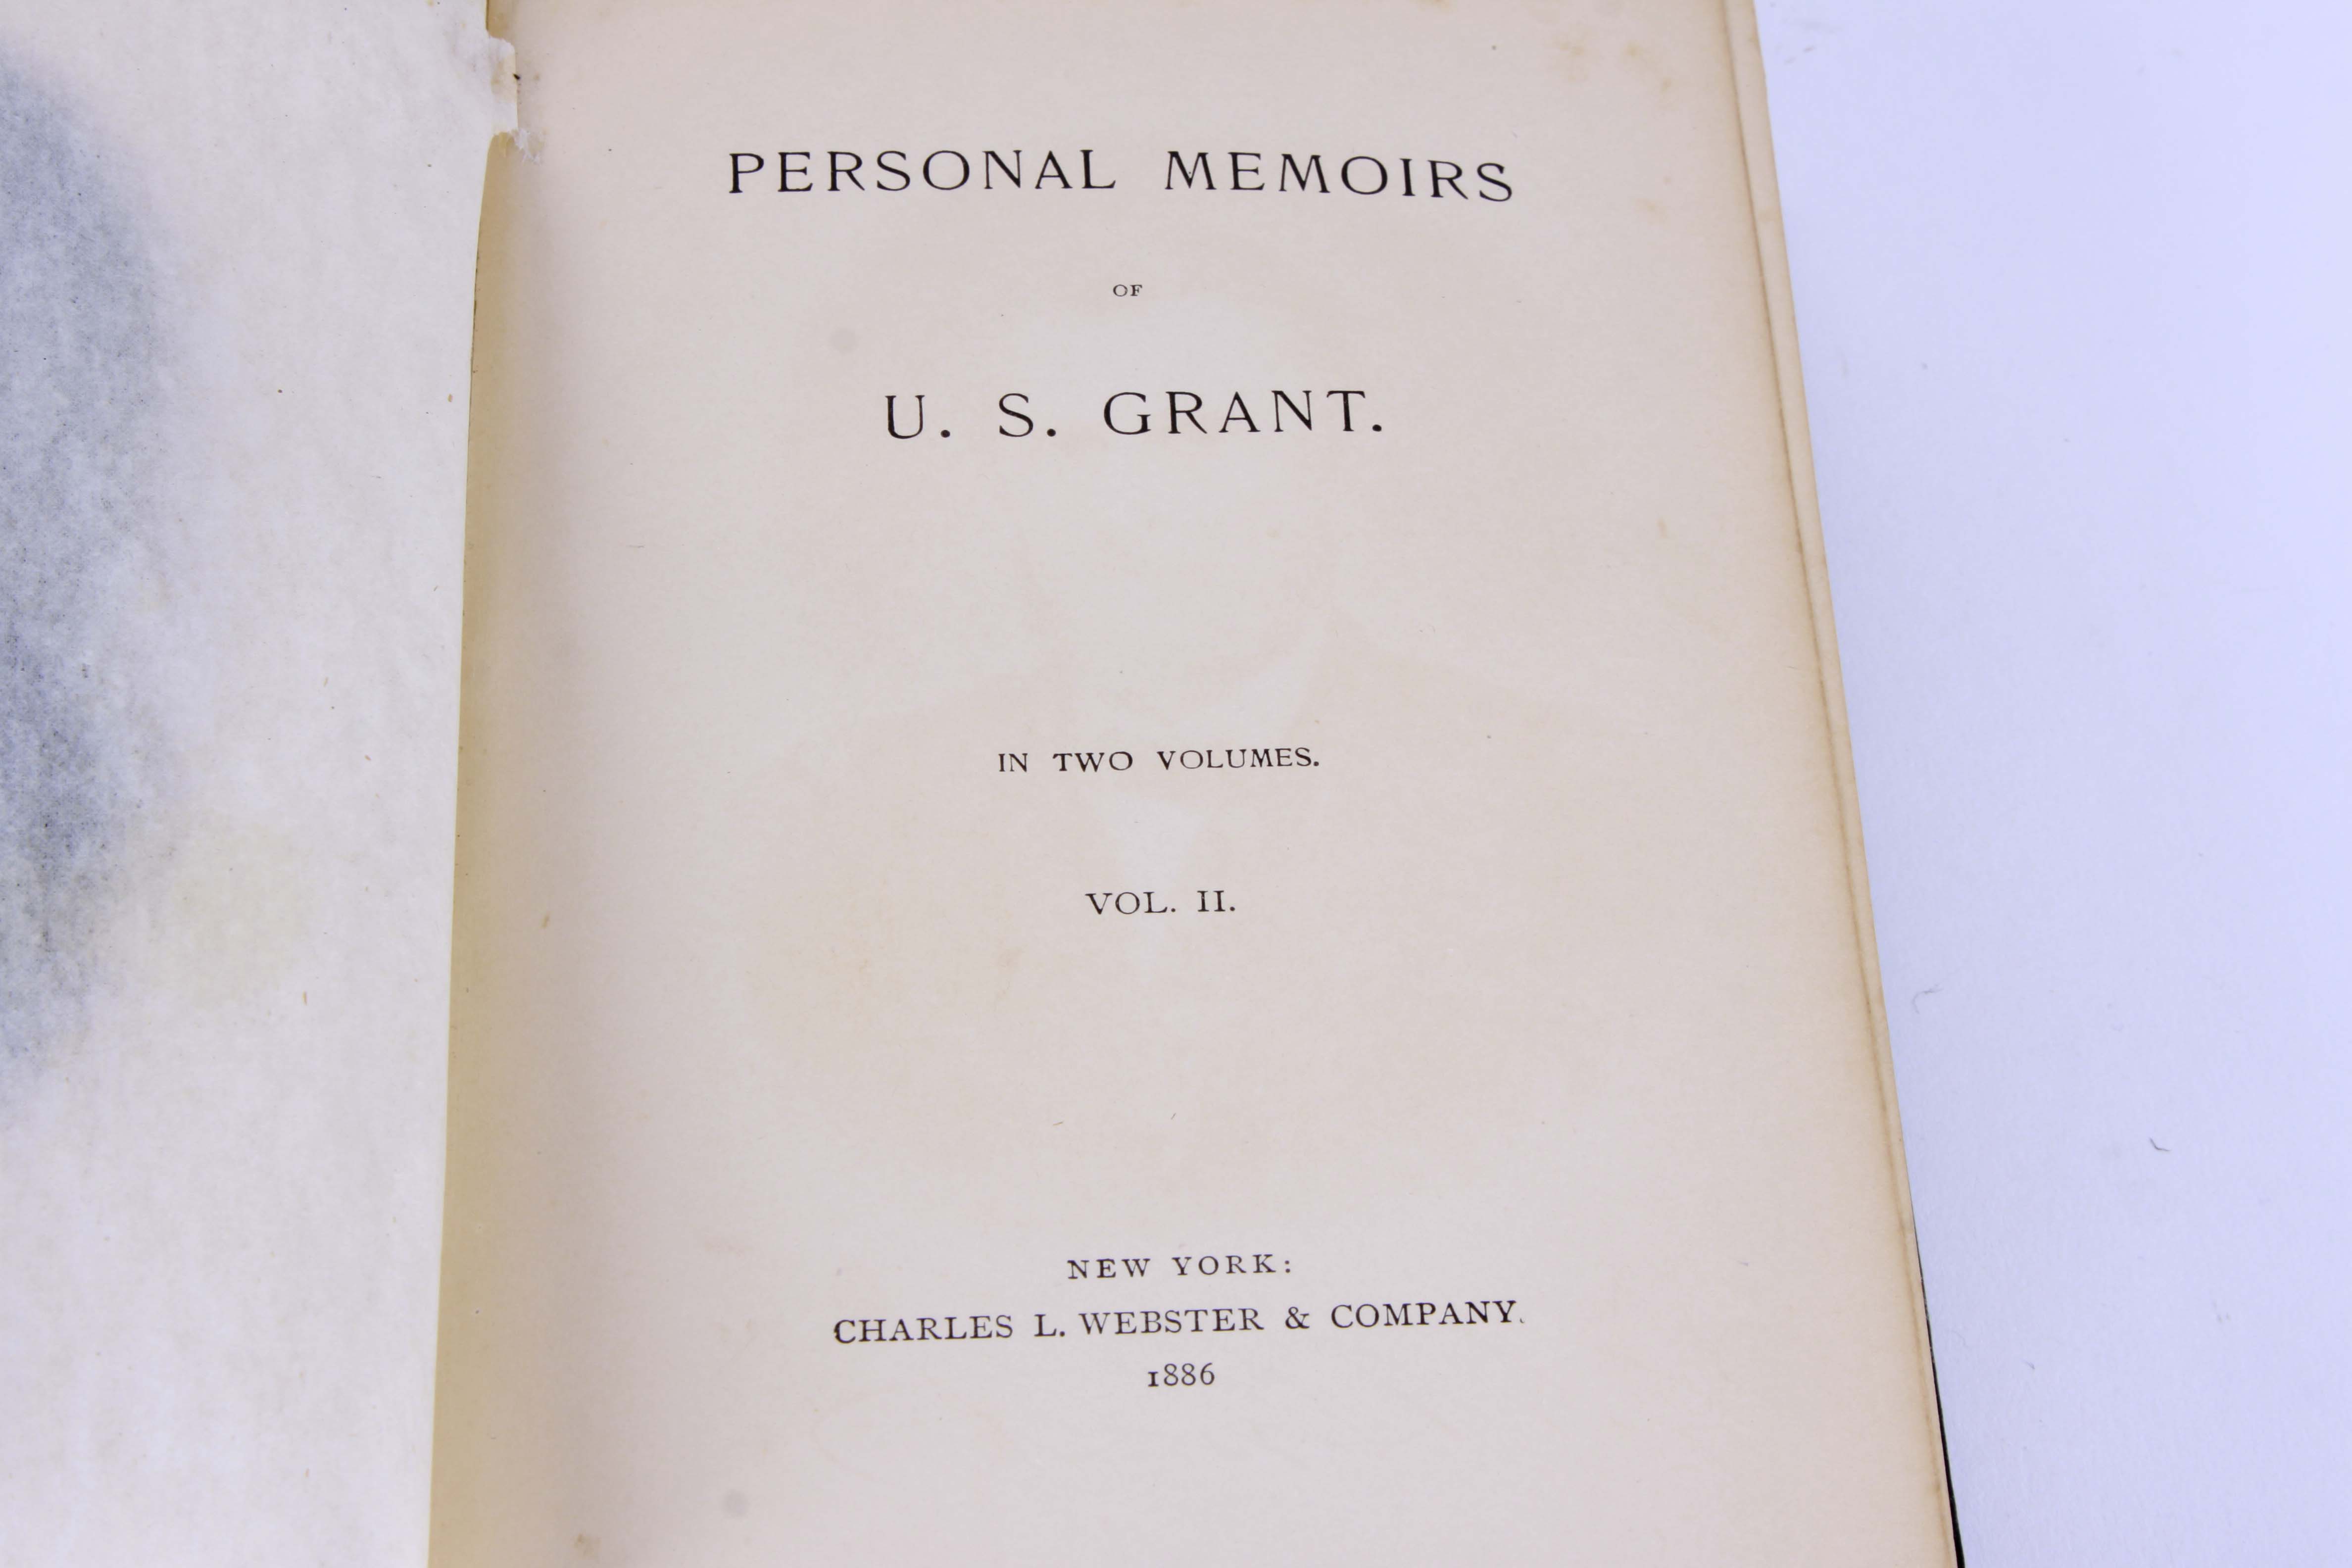 PERSONAL MEMOIRS
OF
U. S. GRANT.
IN TWO VOLUMES.
VOL. II.
NEW YORK:
CHARLES L. WEBSTER & COMPANY.
1886